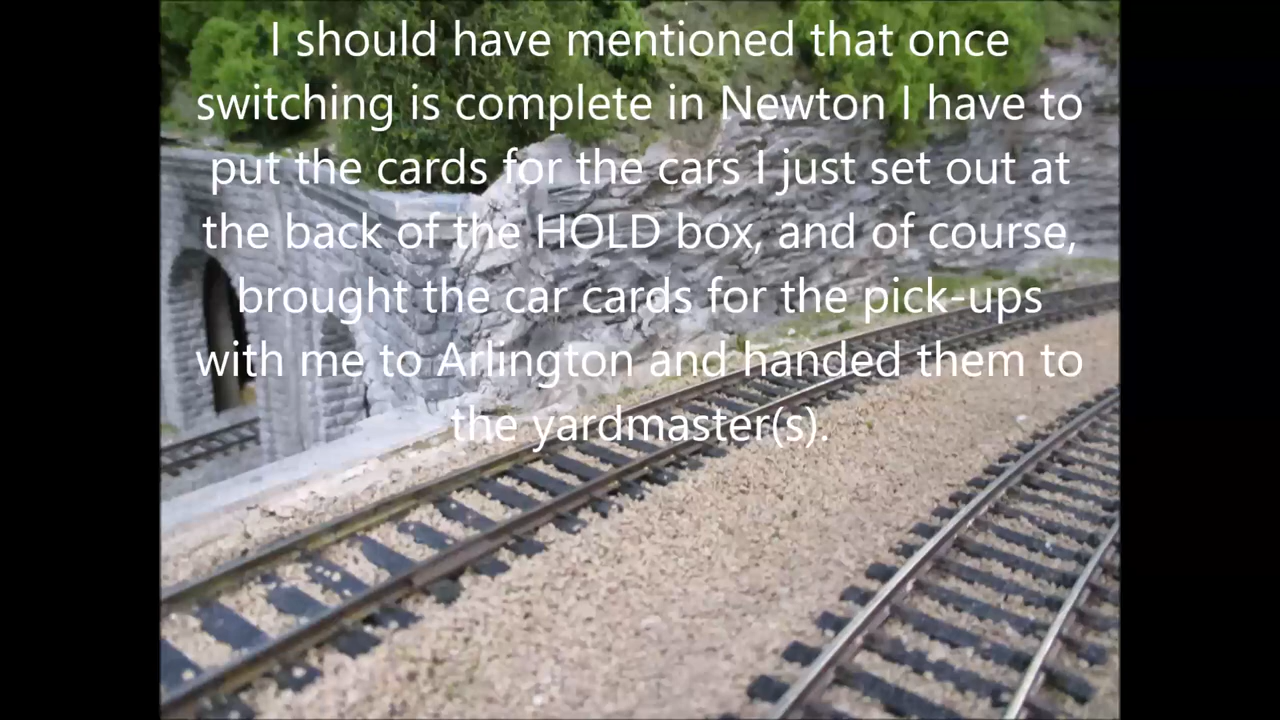 I should have mentioned that once
switching is complete in Newton I have to
put the cards for the cars I just set out at
the back of the HOLD box, and of course,
brought the car cards for the pick-ups
with me to Arlington and handed them to
the yardmaster(s).